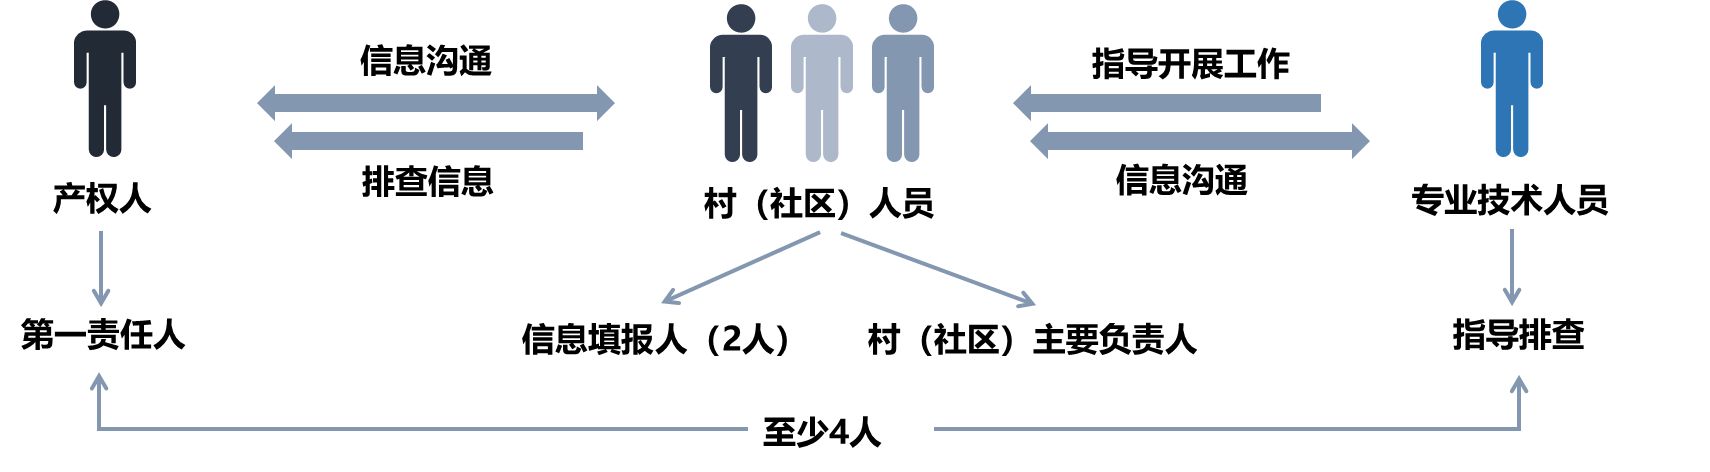 信息沟通
指导开展工作
排查信息
信息沟通
产权人
村（社区）人员
专业技术人员
第一责任人
信息填报人（2人）
村（社区）主要负责人
指导排查
至少4人